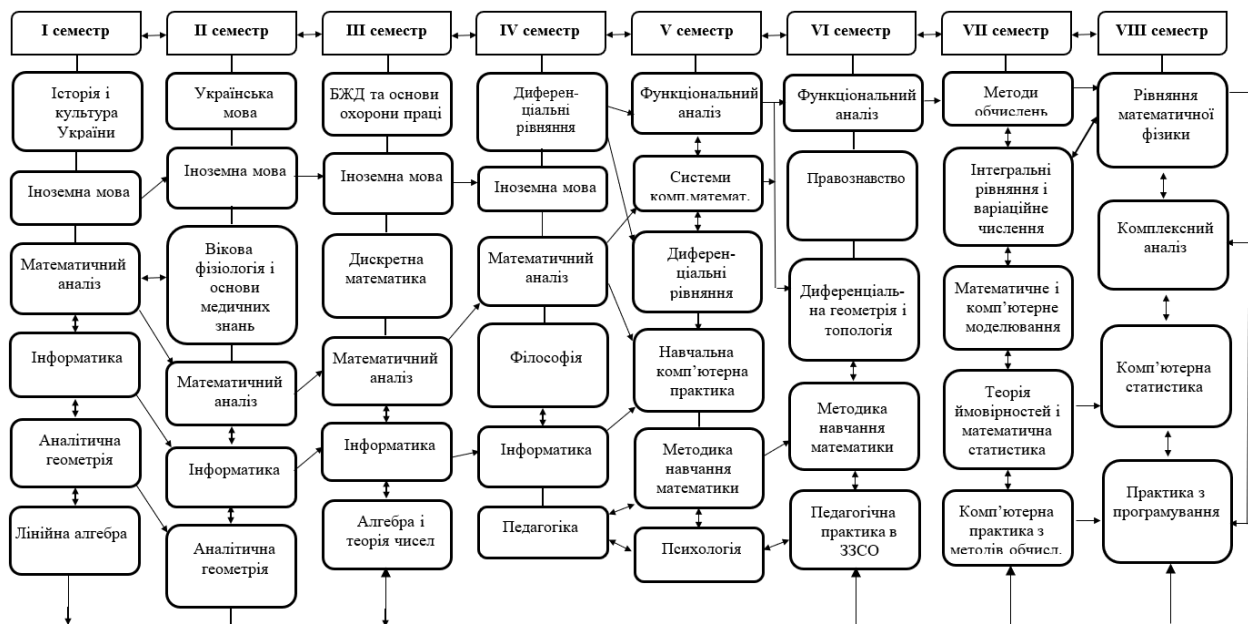 I семестр
II семестр
III семестр
IV семестр
V семестр
VI семестр
VII семестр
VIII семестр
Історія і
культура
України
Іноземна мова
Математичний
аналіз
Інформатика
Аналітична
геометрія
Лінійна алгебра
Українська
мова
Іноземна мова
Вікова
фізіологія і
основи
медичних
знань
Математичний
аналіз
Інформатика
Аналітична
геометрія
БЖД та основи
охорони праці
Іноземна мова
Дискретна
математика
Математичний
аналіз
Інформатика
Алгебра і
теорія чисел
Диферен-
ціальні
рівняння
Іноземна мова
Математичний
аналіз
Філософія
Інформатика
Педагогіка
Функціональний
аналіз
Системи
комп.математ.
Диферен-
ціальні
рівняння
Навчальна
комп’ютерна
практика
Методика
навчання
математики
Психологія
Функціональний
аналіз
Правознавство
Диференціаль-
на геометрія і
топологія
Методика
навчання
математики
Педагогічна
практика в
ЗЗСО
Методи
обчислень
Інтегральні
рівняння і
варіаційне
числення
Математичне і
комп’ютерне
моделювання
Теорія
ймовірностей і
математична
статистика
Комп’ютерна
практика з
методів обчисл.
Рівняння
математичної
фізики
Комплексний
аналіз
Комп’ютерна
статистика
Практика з
програмування